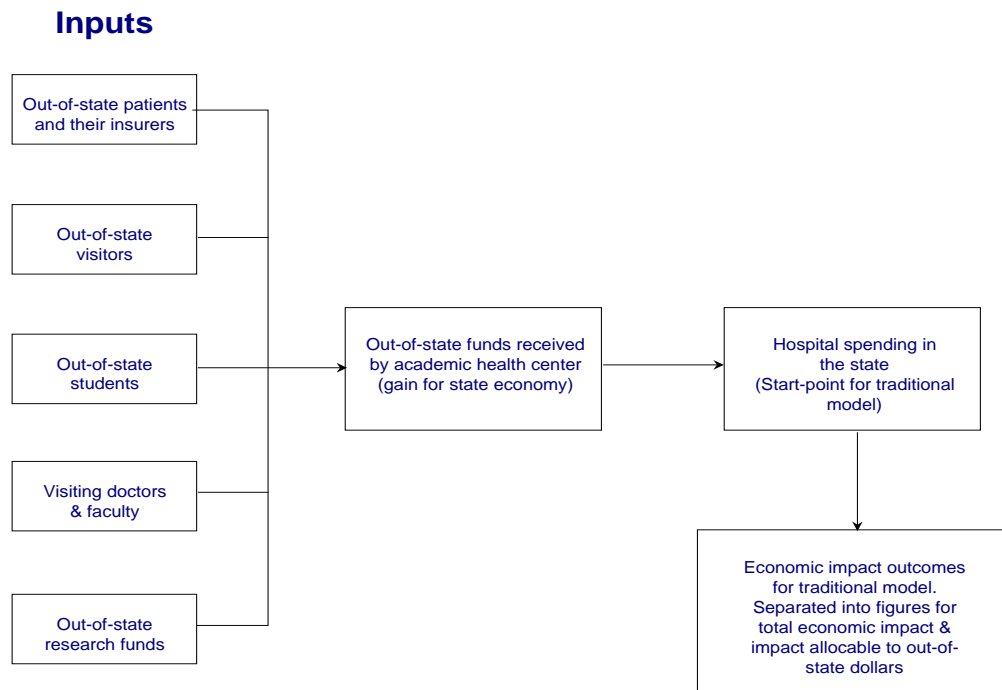 Inputs
Out-of-state patients
and their insurers
Out-of-state
visitors
Out-of-state
students
Visiting doctors
& faculty
Out-of-state
research funds
Out-of-state funds received
by academic health center
(gain for state economy)
Hospital spending in
the state
(Start-point for traditional
model)
Economic impact outcomes
for traditional model.
Separated into figures for
total economic impact &
impact allocable to out-of-
state dollars